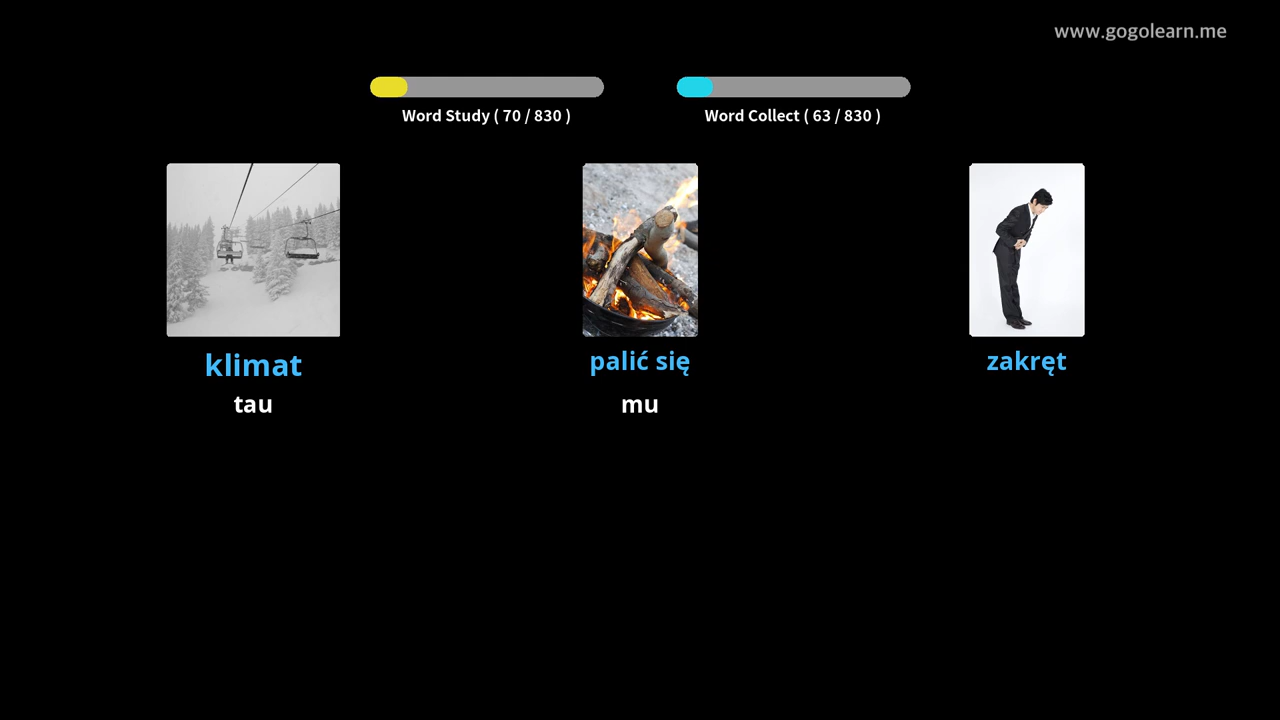 www.gogolearn.me
Word Study ( 70 / 830 )
Word Collect ( 63 / 830 )
klimat
palić się
zakręt
tau
mu